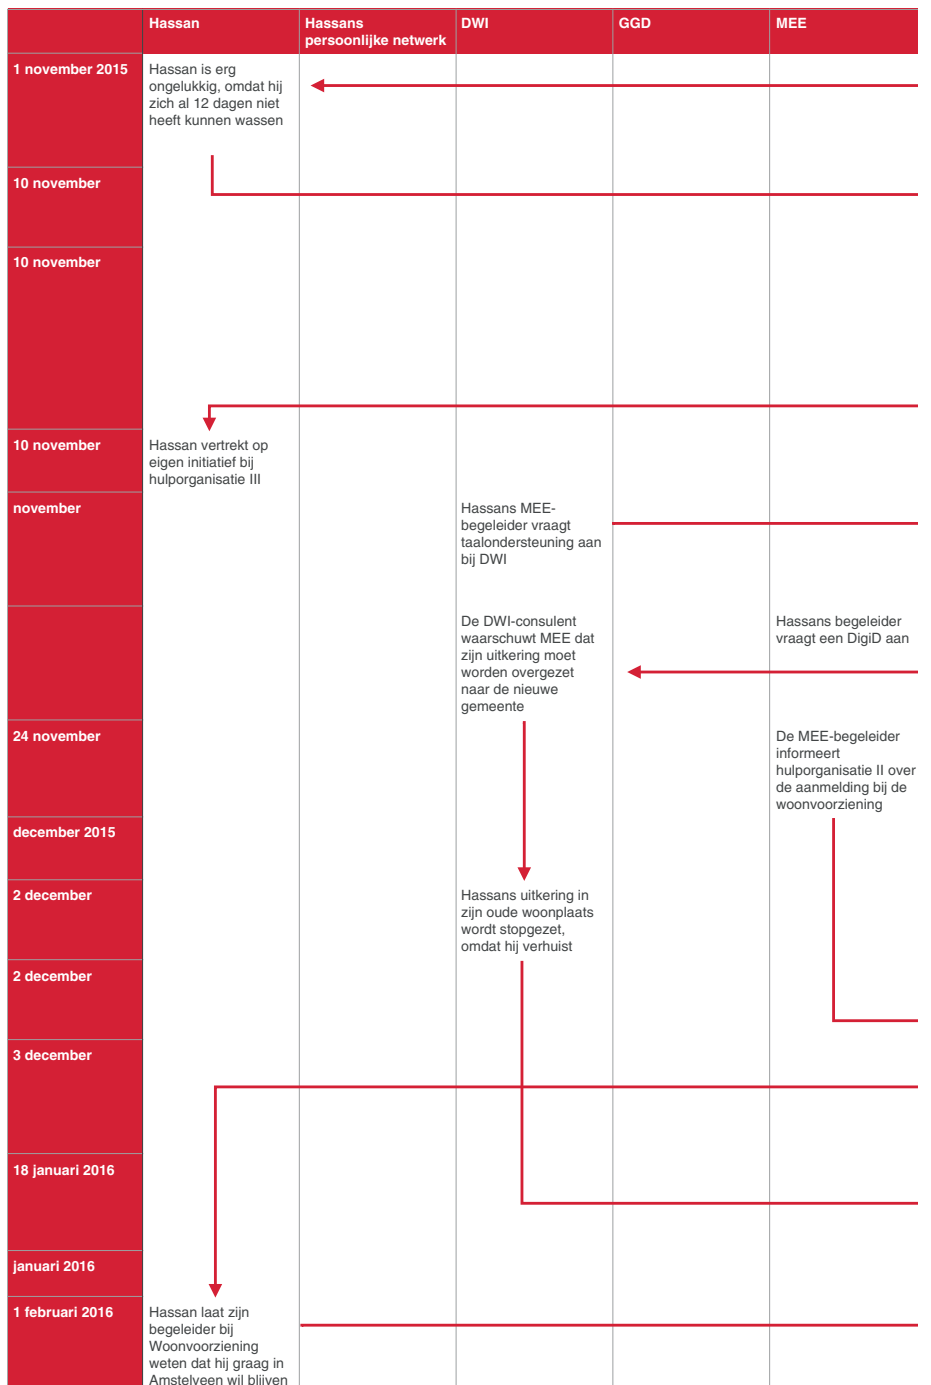 Hassan
Hassans
persoonlijke netwerk
DWI
GGD
MEE
1 november 2015
Hassan is erg
ongelukkig, omdat hij
zich al 12 dagen niet
heeft kunnen wassen
10 november
10 november
10 november
Hassan vertrekt op
eigen initiatief bij
hulporganisatie III
november
Hassans MEE-
begeleider vraagt
taalondersteuning aan
bij DWI
De DWI-consulent
waarschuwt MEE dat
zijn uitkering moet
worden overgezet
naar de nieuwe
gemeente
Hassans begeleider
vraagt een DigiD aan
24 november
De MEE-begeleider
informeert
hulporganisatie II over
de aanmelding bij de
woonvoorziening
december 2015
2 december
Hassans uitkering in
zijn oude woonplaats
wordt stopgezet,
omdat hij verhuist
2 december
3 december
18 januari 2016
januari 2016
1 februari 2016
Hassan laat zijn
begeleider bij
Woonvoorziening
weten dat hij graag in
Amstelveen wil blijven